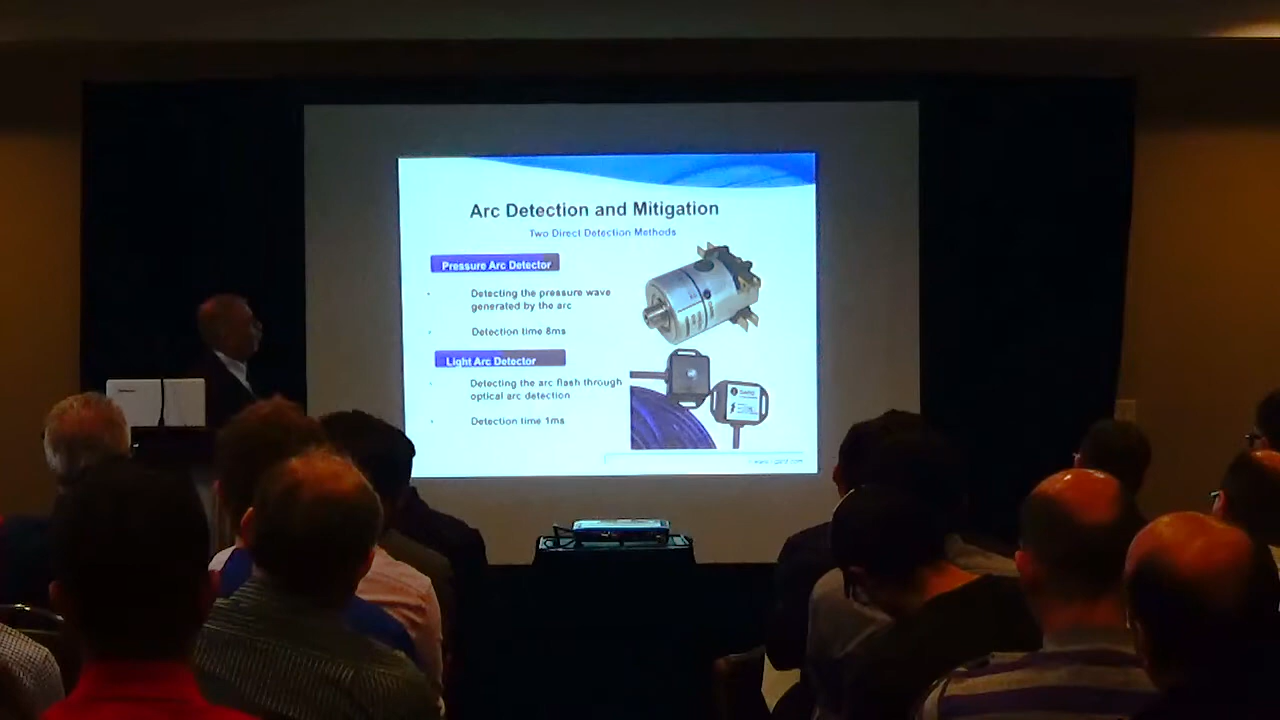 Arc Detection and Mitigation
Two Direct Detection Methods
Pressure Arc Detector
Detecting the pressure wave
generated by the arc
Detection time 8ms
Light Arc Detector
Detecting the arc flash through
optical arc detection
Detection time 1ms